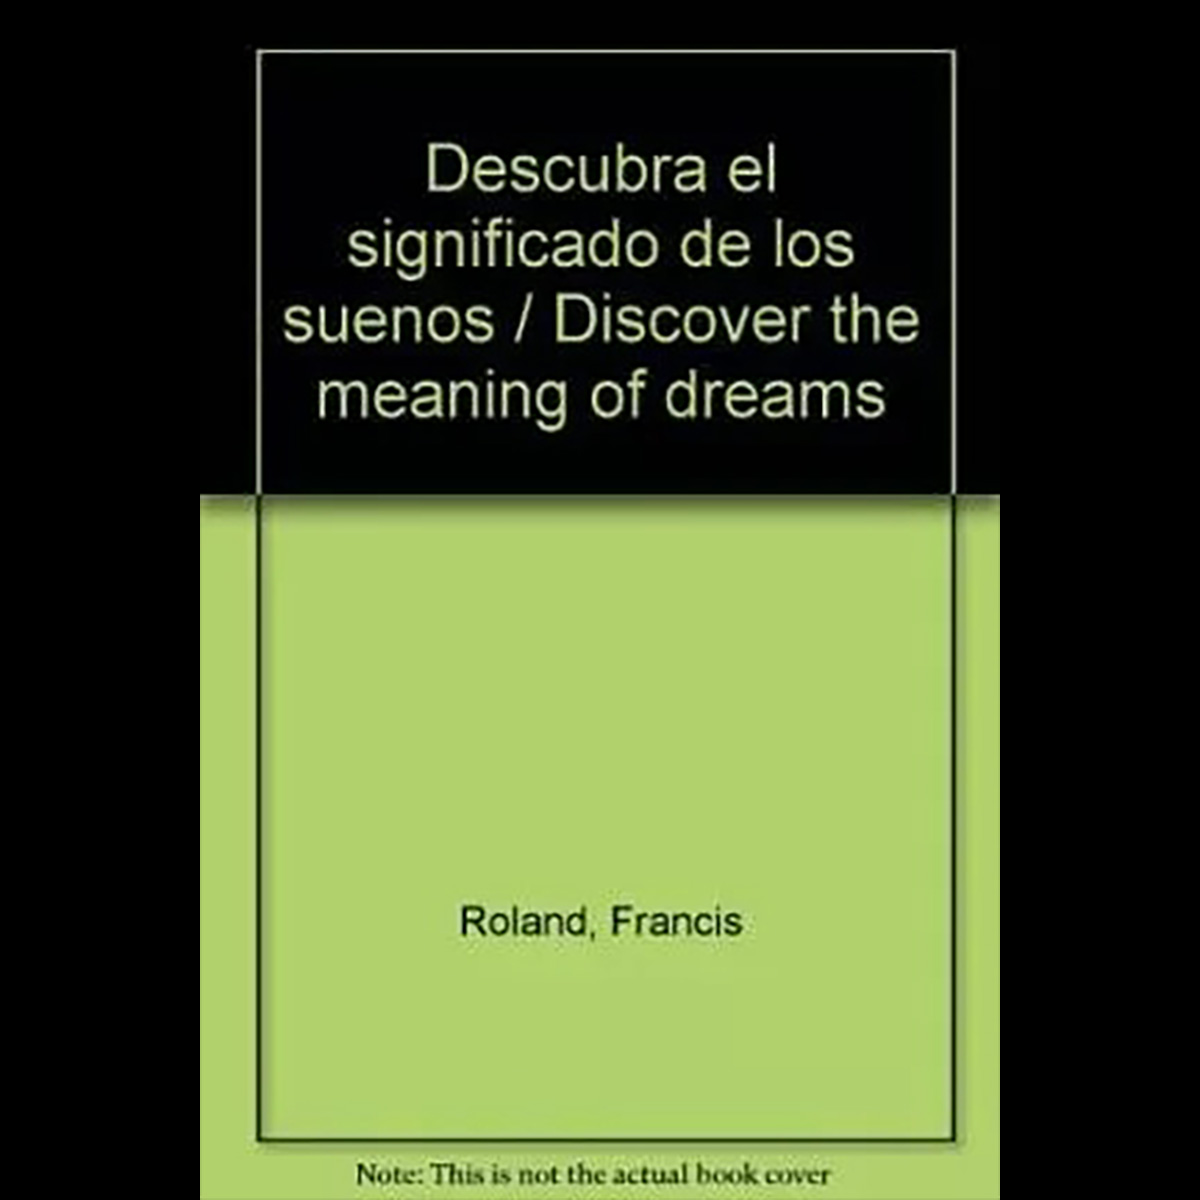 Descubra el
significado de los
suenos / Discover the
meaning of dreams
Roland, Francis
Note: This is not the actual book cover